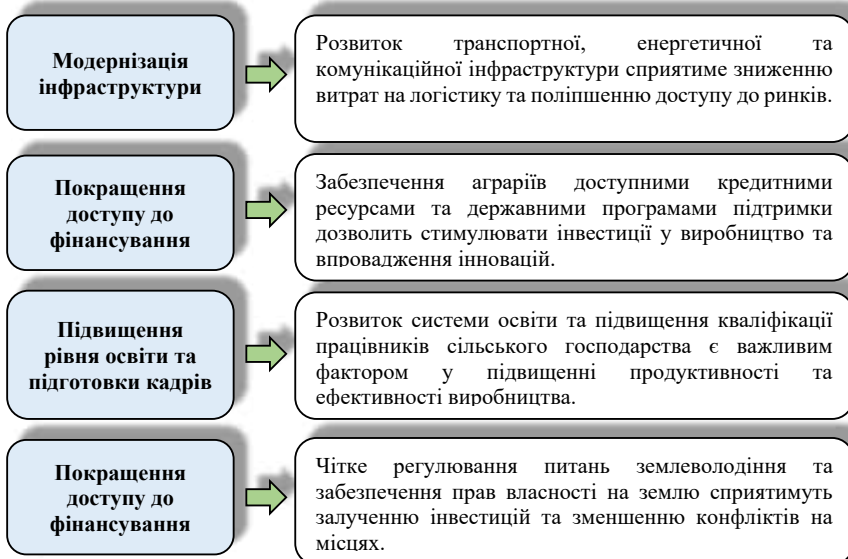 Модернізація
інфраструктури
Розвиток транспортної, енергетичної та
комунікаційної інфраструктури сприятиме зниженню
витрат на логістику та поліпшенню доступу до ринків.
Покращення
доступу до
фінансування
Забезпечення аграріїв доступними кредитними
ресурсами та державними програмами підтримки
дозволить стимулювати інвестиції у виробництво та
впровадження інновацій.
Підвищення
рівня освіти та
підготовки кадрів
Розвиток системи освіти та підвищення кваліфікації
працівників сільського господарства є важливим
фактором у підвищенні продуктивності та
ефективності виробництва.
Покращення
доступу до
фінансування
Чітке регулювання питань землеволодіння та
забезпечення прав власності на землю сприятимуть
залученню інвестицій та зменшенню конфліктів на
місцях.